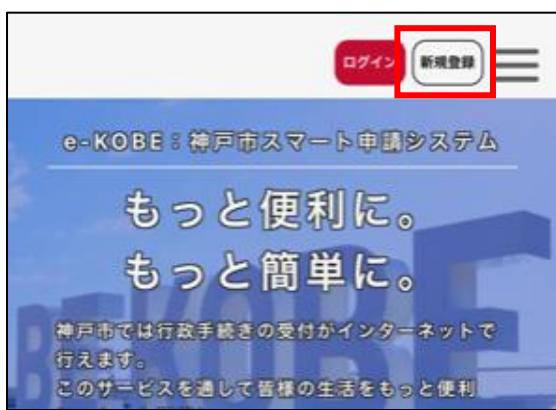 ログイン 新規登録
e-KOBE：神戸市スマート申請システム
もっと便利に。
もっと簡単に。
神戸市では行政手続きの受付がインターネットで
行えます。
このサービスを通して皆様の生活をもっと便利
BE KOBE